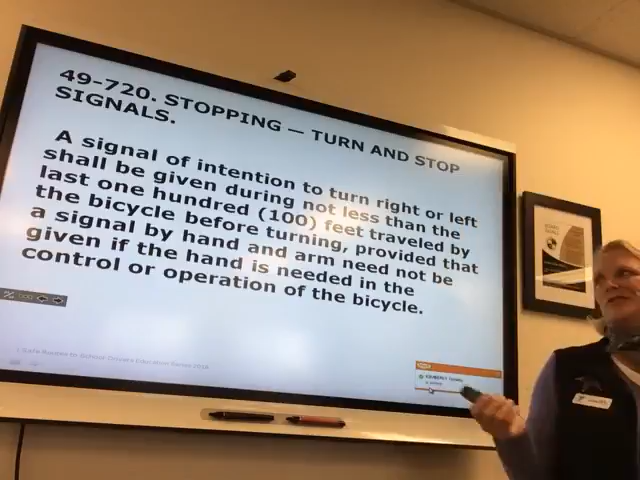 49-720. STOPPING — TURN AND STOP
SIGNALS.
A signal of intention to turn right or left
shall be given during not less than the
last one hundred (100) feet traveled by
the bicycle before turning, provided that
a signal by hand and arm need not be
given if the hand is needed in the
control or operation of the bicycle.